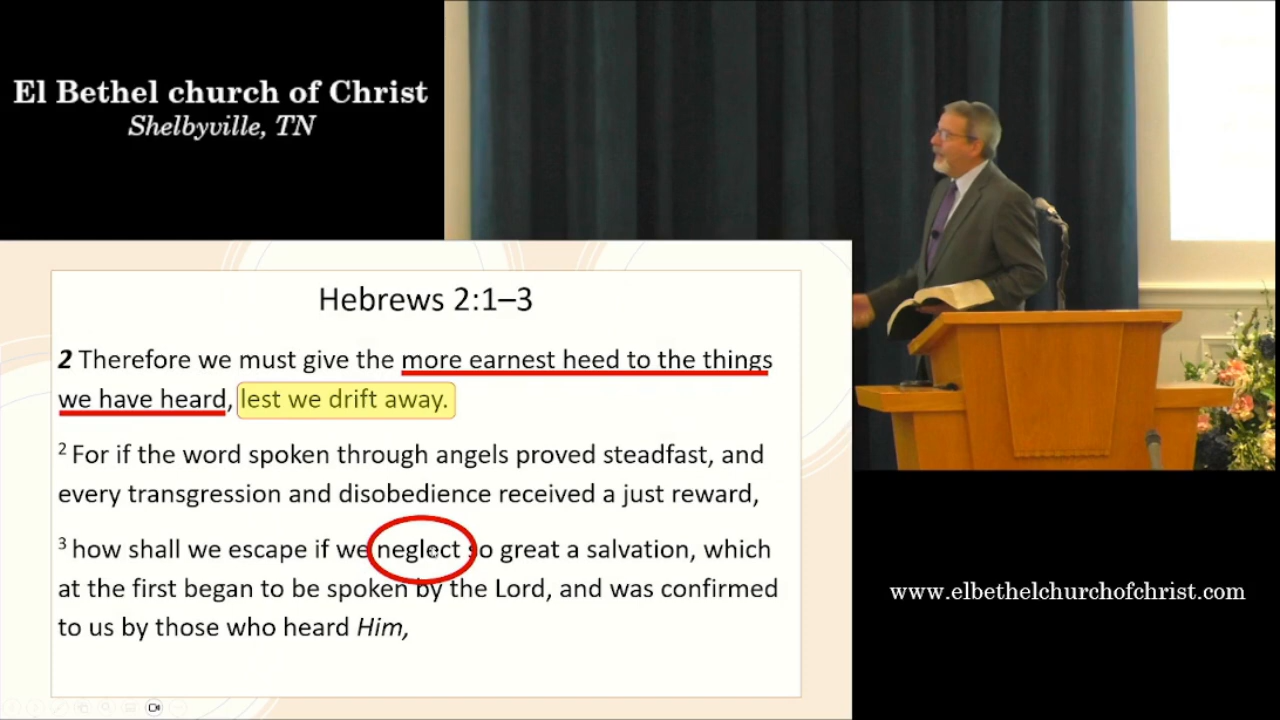 El Bethel church of Christ
Shelbyville, TN
Hebrews 2:1–3
2 Therefore we must give the more earnest heed to the things
we have heard, lest we drift away.
2 For if the word spoken through angels proved steadfast, and
every transgression and disobedience received a just reward,
3 how shall we escape if we neglect so great a salvation, which
at the first began to be spoken by the Lord, and was confirmed
to us by those who heard Him,
www.elbethelchurchofchrist.com